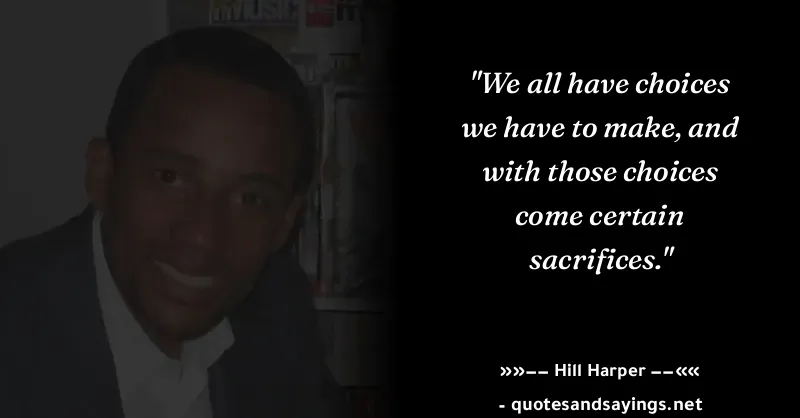 MUSIC
"We all have choices
we have to make, and
with those choices
come certain
sacrifices."
»»–– Hill Harper ––««
- quotesandsayings.net